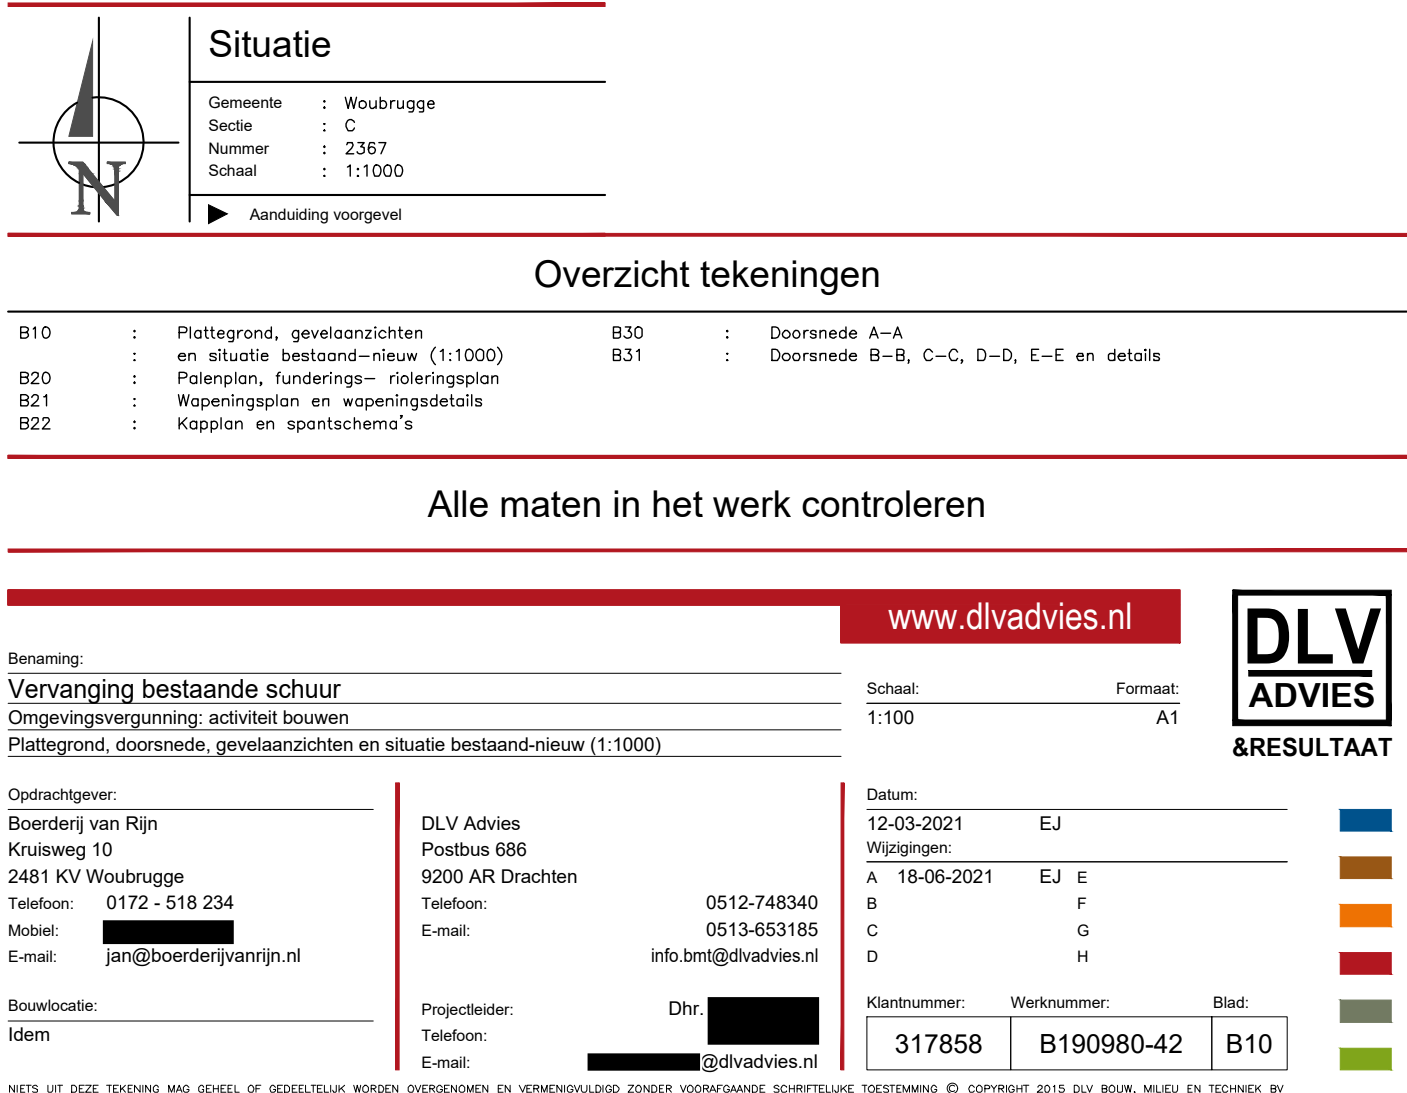 Situatie
Gemeente : Woubrugge
Sectie : C
Nummer : 2367
Schaal : 1:1000
Aanduiding voorgevel
N
Overzicht tekeningen
B10 : Plattegrond, gevelaanzichten
: en situatie bestaand-nieuw (1:1000)
B20 : Palenplan, funderings- rioleringsplan
B21 : Wapeningsplan en wapeningsdetails
B22 : Kapplan en spantschema's
B30 : Doorsnede A-A
B31 : Doorsnede B-B, C-C, D-D, E-E en details
Alle maten in het werk controleren
www.dlvadvies.nl
DLV
ADVIES
&RESULTAAT
Benaming:
Vervanging bestaande schuur
Omgevingsvergunning: activiteit bouwen
Plattegrond, doorsnede, gevelaanzichten en situatie bestaand-nieuw (1:1000)
Schaal: Formaat:
1:100 A1
Opdrachtgever:
Boerderij van Rijn
Kruisweg 10
2481 KV Woubrugge
Telefoon: 0172 - 518 234
Mobiel:
E-mail: jan@boerderijvanrijn.nl
Bouwlocatie:
Idem
DLV Advies
Postbus 686
9200 AR Drachten
Telefoon: 0512-748340
E-mail: 0513-653185
info.bmt@dlvadvies.nl
Projectleider: Dhr.
Telefoon:
E-mail: @dlvadvies.nl
Datum:
12-03-2021 EJ
Wijzigingen:
A 18-06-2021 EJ E
B F
C G
D H
Klantnummer: Werknummer: Blad:
317858 B190980-42 B10
NIETS UIT DEZE TEKENING MAG GEHEEL OF GEDEELTELIJK WORDEN OVERGENOMEN EN VERMENIGVULDIGD ZONDER VOORAFGAANDE SCHRIFTELIJKE TOESTEMMING © COPYRIGHT 2015 DLV BOUW, MILIEU EN TECHNIEK BV